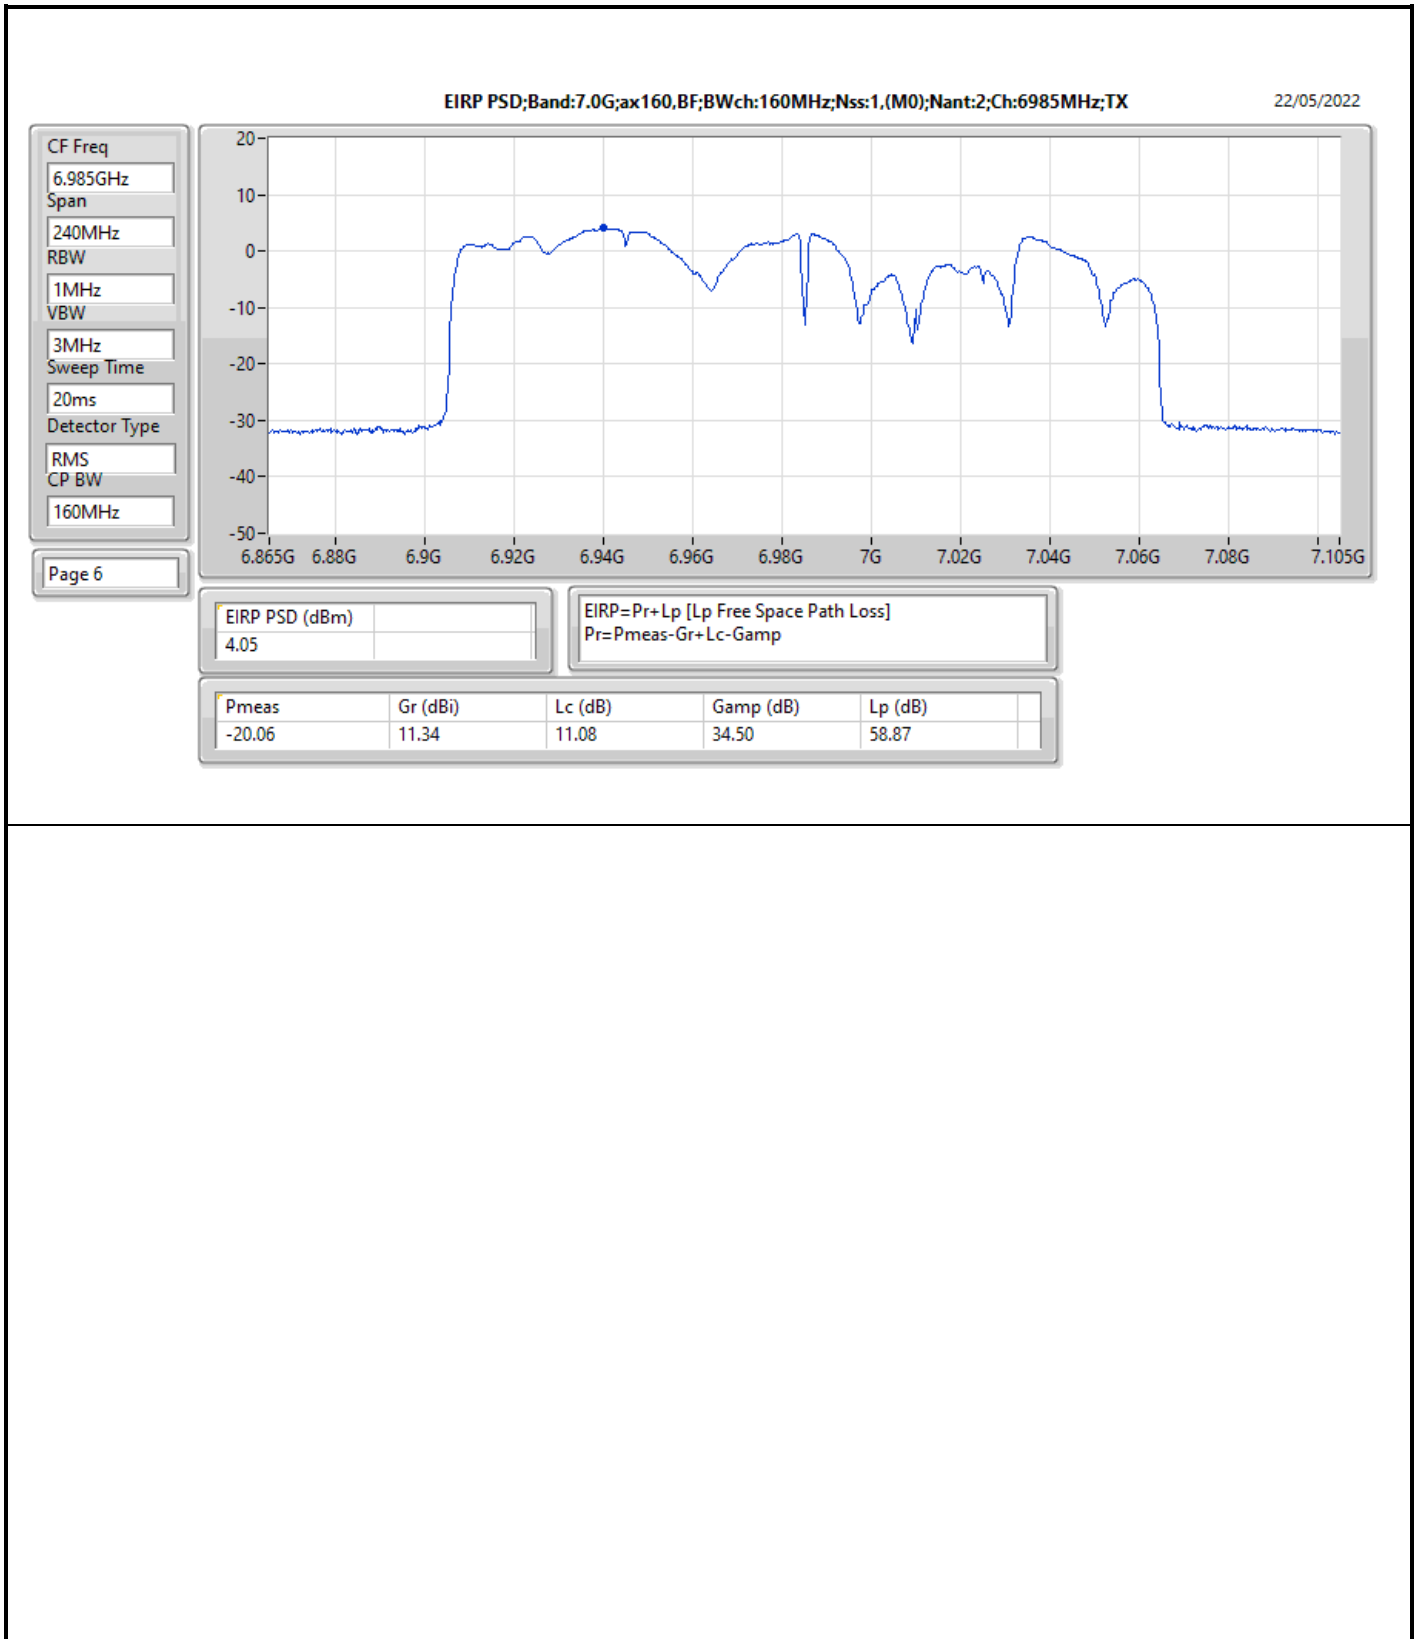 EIRP PSD;Band:7.0G;ax160,BF;BWch:160MHz;Nss:1,(M0);Nant:2;Ch:6985MHz;TX
22/05/2022
CF Freq
6.985GHz
Span
240MHz
RBW
1MHz
VBW
3MHz
Sweep Time
20ms
Detector Type
RMS
CP BW
160MHz
Page 6
20
10
0
-10
-20
-30
-40
-50
6.865G 6.88G 6.9G 6.92G 6.94G 6.96G 6.98G 7G 7.02G 7.04G 7.06G 7.08G 7.105G
EIRP PSD (dBm)
4.05
EIRP=Pr+Lp [Lp Free Space Path Loss]
Pr=Pmeas-Gr+Lc-Gamp
Pmeas Gr (dBi) Lc (dB) Gamp (dB) Lp (dB)
-20.06 11.34 11.08 34.50 58.87